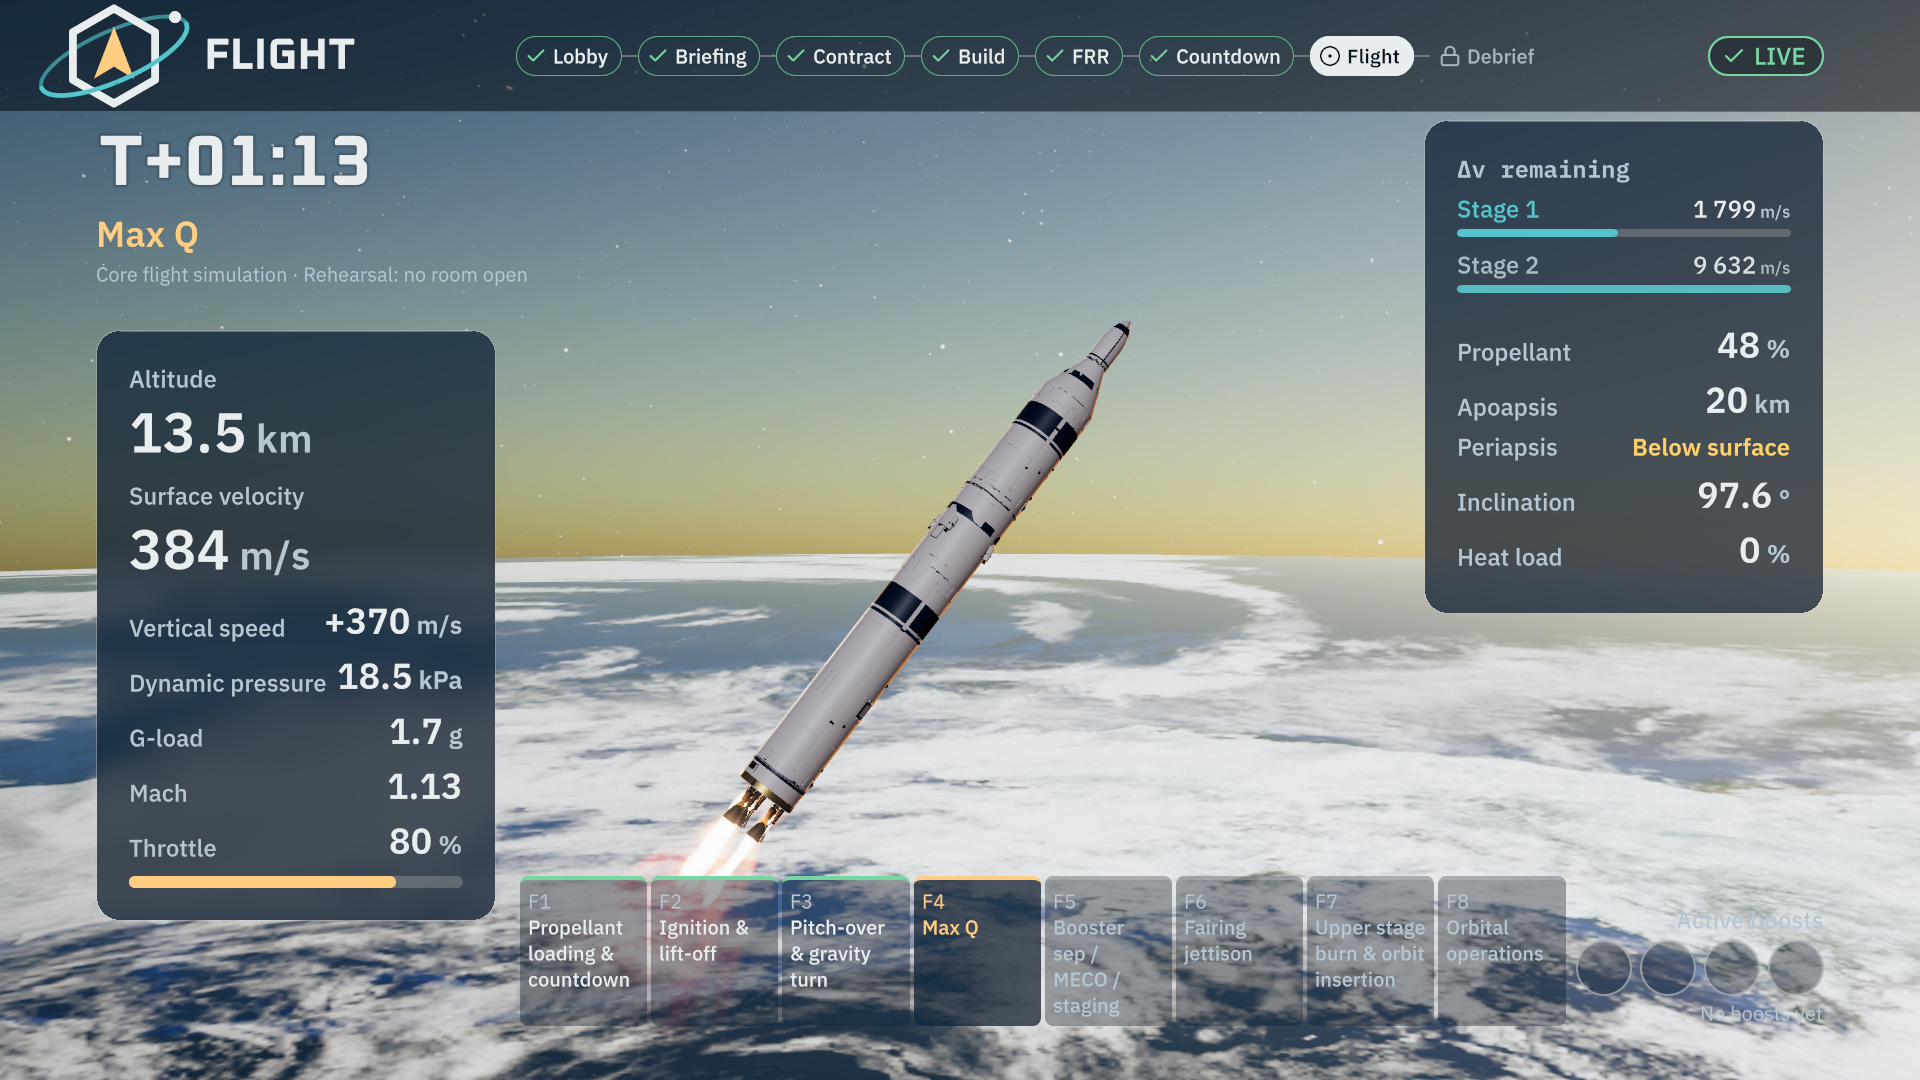 FLIGHT
Lobby
Briefing
Contract
Build
FRR
Countdown
Flight
Debrief
LIVE
T+01:13
Max Q
Core flight simulation · Rehearsal: no room open
Altitude
13.5 km
Surface velocity
384 m/s
Vertical speed +370 m/s
Dynamic pressure 18.5 kPa
G-load 1.7 g
Mach 1.13
Throttle 80 %
Δv remaining
Stage 1 1 799 m/s
Stage 2 9 632 m/s
Propellant 48 %
Apoapsis 20 km
Periapsis Below surface
Inclination 97.6 °
Heat load 0 %
F1
Propellant
loading &
countdown
F2
Ignition &
lift-off
F3
Pitch-over
& gravity
turn
F4
Max Q
F5
Booster
sep /
MECO /
staging
F6
Fairing
jettison
F7
Upper stage
burn & orbit
insertion
F8
Orbital
operations
Active boosts
No boosts yet